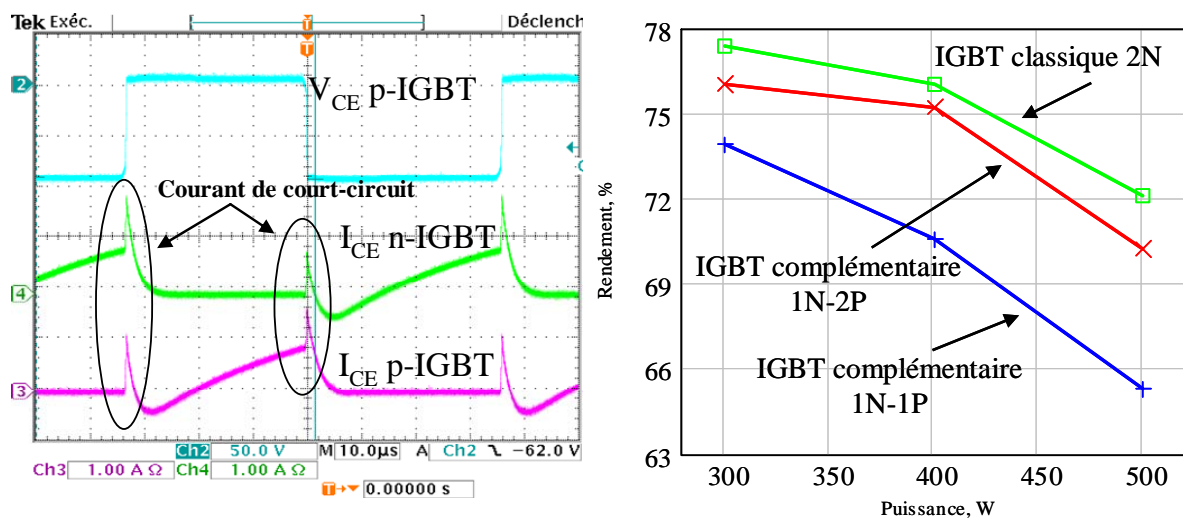 Tek Exéc.
Déclench
T
T
2
V_CE p-IGBT
Courant de court-circuit
I_CE n-IGBT
4
I_CE p-IGBT
3
Ch2 50.0 V M 10.0µs A Ch2 -62.0 V
Ch3 1.00 A Ω Ch4 1.00 A Ω
T 0.00000 s
Rendement, %
78
75
72
69
66
63
IGBT classique 2N
IGBT complémentaire
1N-2P
IGBT complémentaire
1N-1P
300
350
400
450
500
Puissance, W